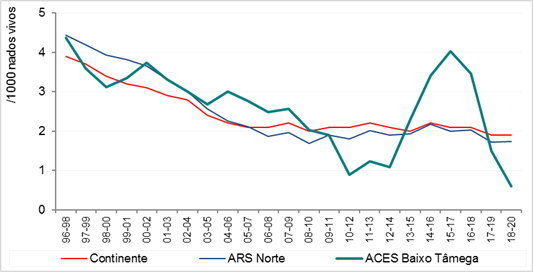 /1000 nados vivos
5
4
3
2
1
0
96-98 97-99 98-00 99-01 00-02 01-03 02-04 03-05 04-06 05-07 06-08 07-09 08-10 09-11 10-12 11-13 12-14 13-15 14-16 15-17 16-18 17-19 18-20
Continente ARS Norte ACES Baixo Tâmega